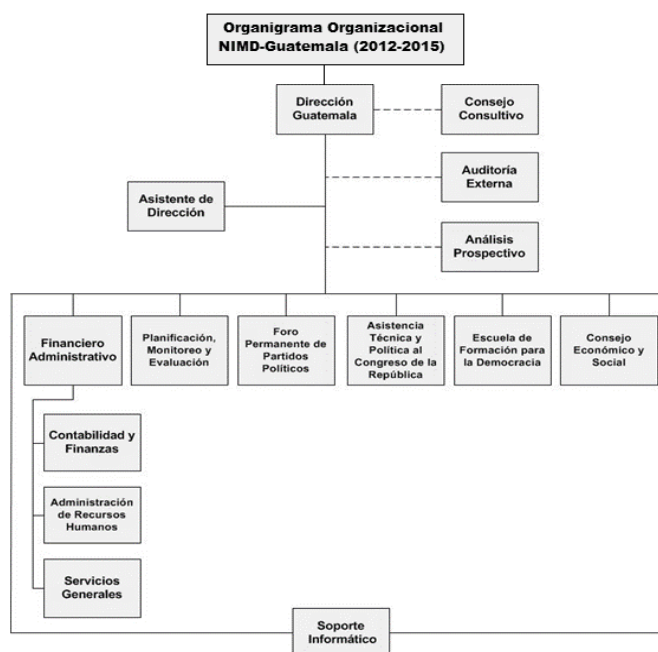 Organigrama Organizacional
NIMD-Guatemala (2012-2015)
Dirección
Guatemala
Consejo
Consultivo
Auditoría
Externa
Asistente de
Dirección
Análisis
Prospectivo
Financiero
Administrativo
Planificación,
Monitoreo y
Evaluación
Foro
Permanente de
Partidos
Políticos
Asistencia
Técnica y
Política al
Congreso de la
República
Escuela de
Formación para
la Democracia
Consejo
Económico y
Social
Contabilidad y
Finanzas
Administración
de Recursos
Humanos
Servicios
Generales
Soporte
Informático